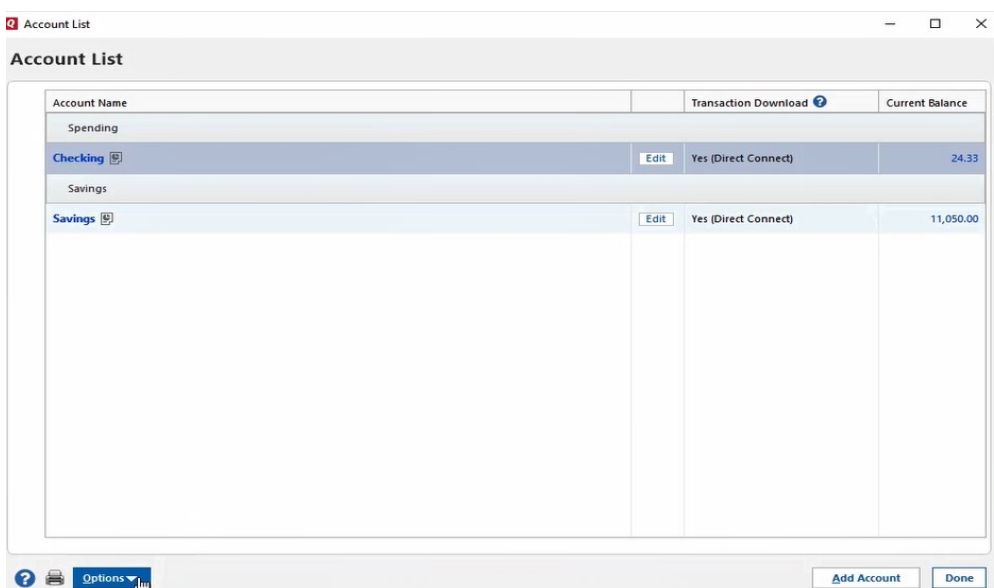 Account List
Account List
Account Name Transaction Download ? Current Balance
Spending
Checking Edit Yes (Direct Connect) 24.33
Savings
Savings Edit Yes (Direct Connect) 11,050.00
? Options Add Account Done